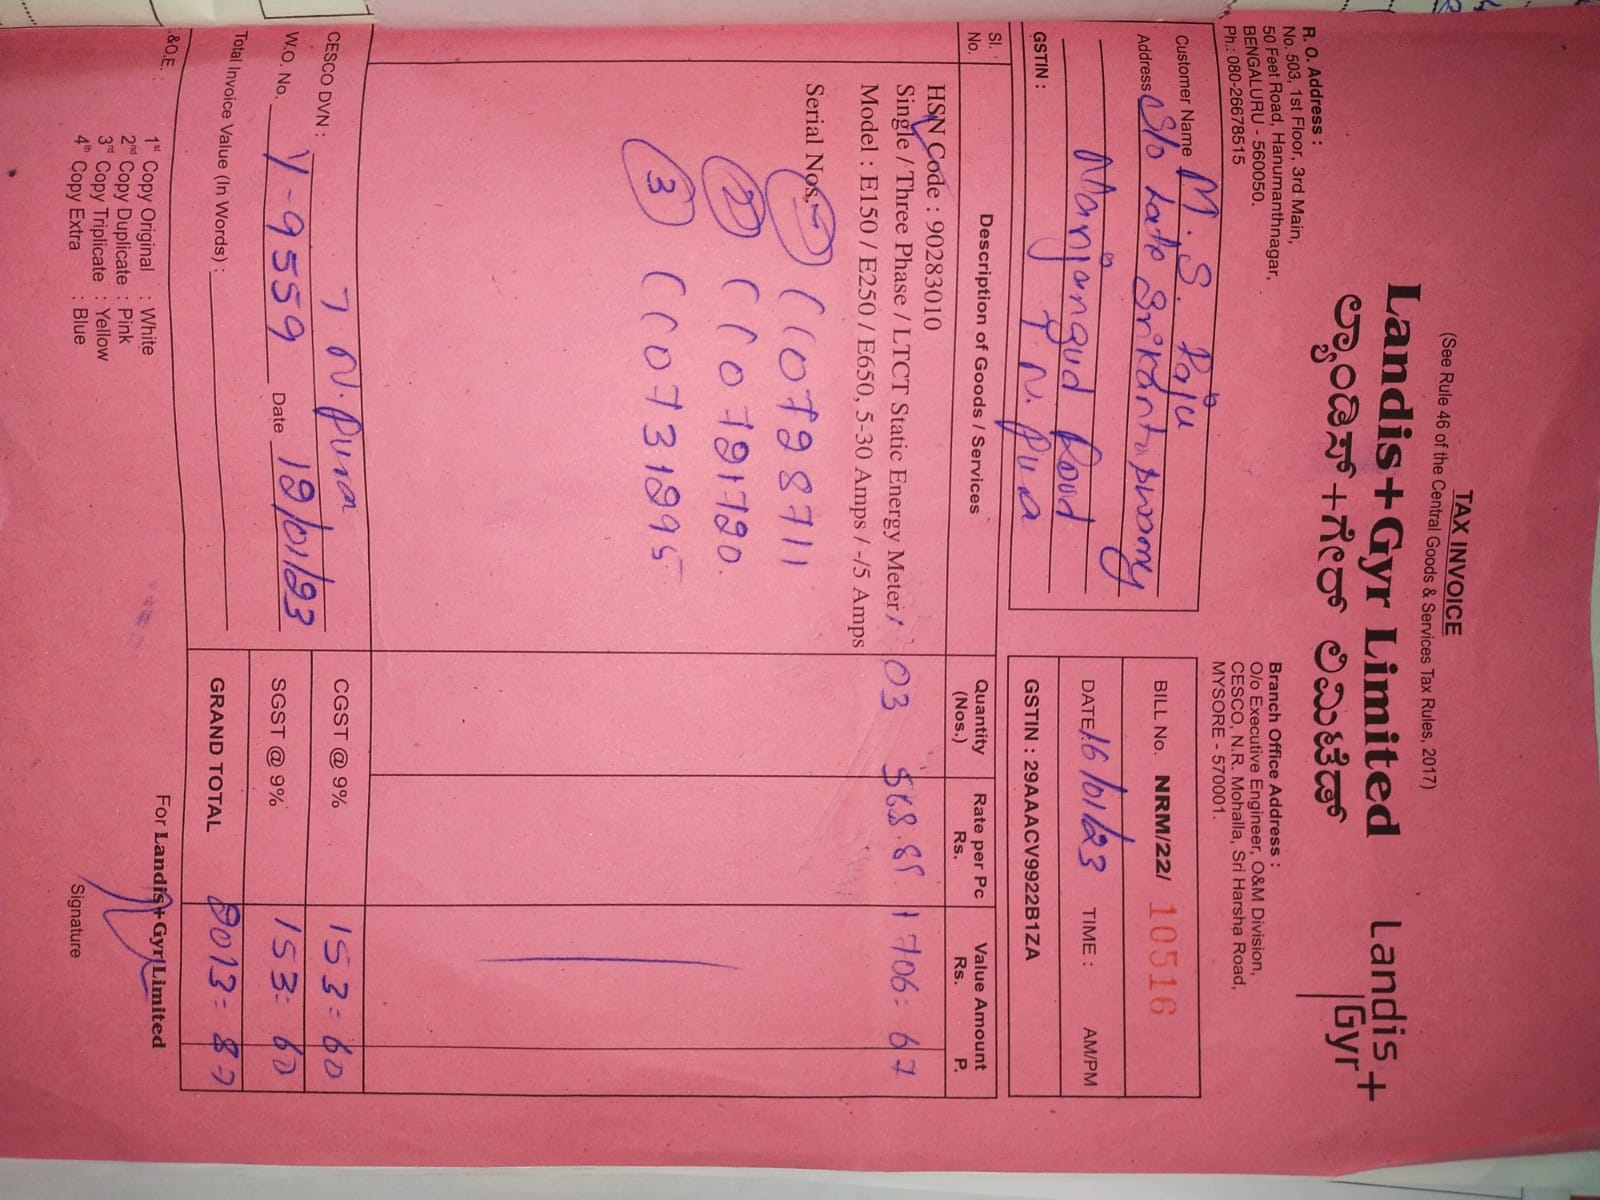 TAX INVOICE
(See Rule 46 of the Central Goods & Services Tax Rules, 2017)
Landis+Gyr Limited
ಲ್ಯಾಂಡಿಸ್+ಗೇರ್ ಲಿಮಿಟೆಡ್
Landis+
Gyr
R. O. Address :
No. 503, 1st Floor, 3rd Main,
50 Feet Road, Hanumanthnagar,
BENGALURU - 560050.
Ph.: 080-26678515
Branch Office Address :
O/o Executive Engineer, O&M Division,
CESCO, N.R. Mohalla, Sri Harsha Road,
MYSORE - 570001.
Customer Name M. S. Raju
Address S/o Late Srikantaswamy
Nanjangud Road
T. N. Pura
GSTIN :
BILL No. NRM/22/ 10516
DATE 16/01/23 TIME : AM/PM
GSTIN : 29AAACV9922B1ZA
Sl. No. Description of Goods / Services Quantity (Nos.) Rate per Pc Rs. Value Amount Rs. P.
HSN Code : 90283010
Single / Three Phase / LTCT Static Energy Meter 03 568.89 1706=67
Model : E150 / E250 / E650, 5-30 Amps / -/5 Amps
Serial Nos.
1
2
3
CESCO DVN : T N. Pura
W.O. No. Y-9559 Date
Total Invoice Value (In Words) :
CGST @ 9% 153=60
SGST @ 9% 153=60
GRAND TOTAL 2013=87
E.&O.E. :
1st Copy Original : White
2nd Copy Duplicate : Pink
3rd Copy Triplicate : Yellow
4th Copy Extra : Blue
For Landis+Gyr Limited
Signature